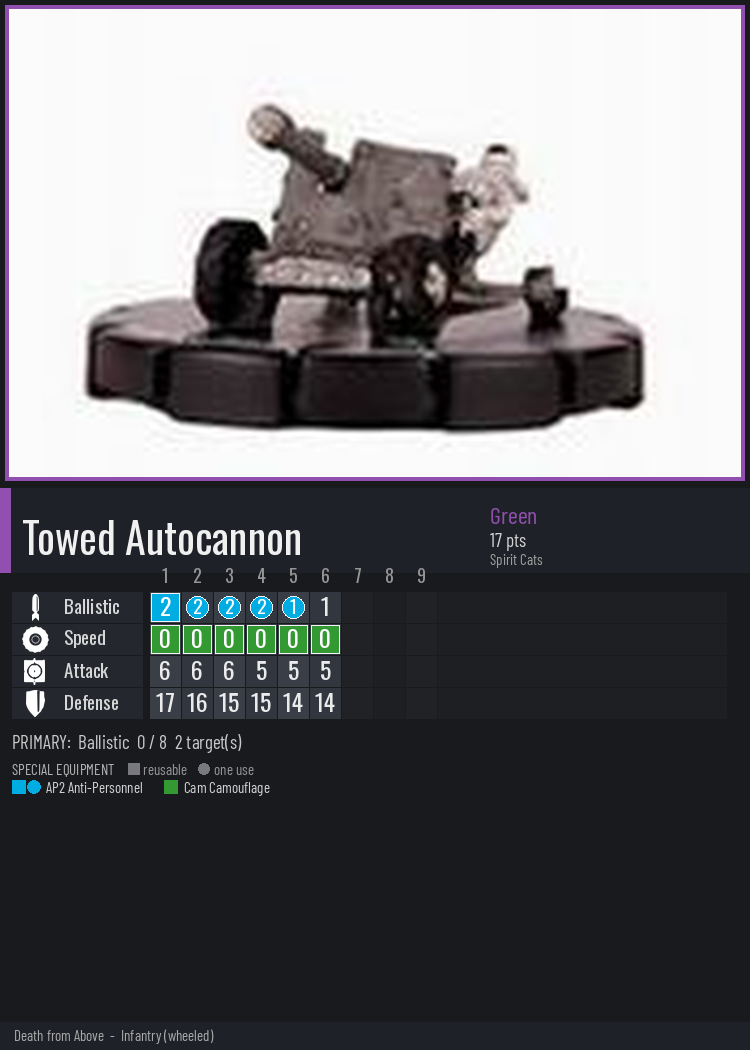 Towed Autocannon
Green
17 pts
Spirit Cats
1 2 3 4 5 6 7 8 9
Ballistic 2 2 2 2 1 1
Speed 0 0 0 0 0 0
Attack 6 6 6 5 5 5
Defense 17 16 15 15 14 14
PRIMARY: Ballistic 0 / 8 2 target(s)
SPECIAL EQUIPMENT reusable one use
AP2 Anti-Personnel Cam Camouflage
Death from Above - Infantry (wheeled)